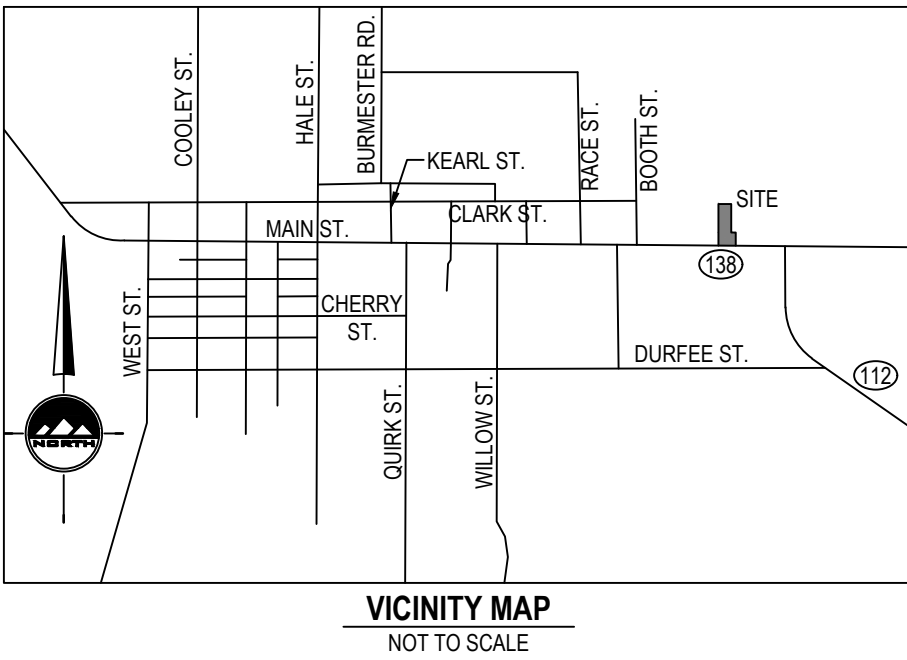 COOLEY ST.
HALE ST.
BURMESTER RD.
KEARL ST.
RACE ST.
BOOTH ST.
SITE
CLARK ST.
MAIN ST.
138
WEST ST.
CHERRY
ST.
DURFEE ST.
112
QUIRK ST.
WILLOW ST.
NORTH
VICINITY MAP
NOT TO SCALE